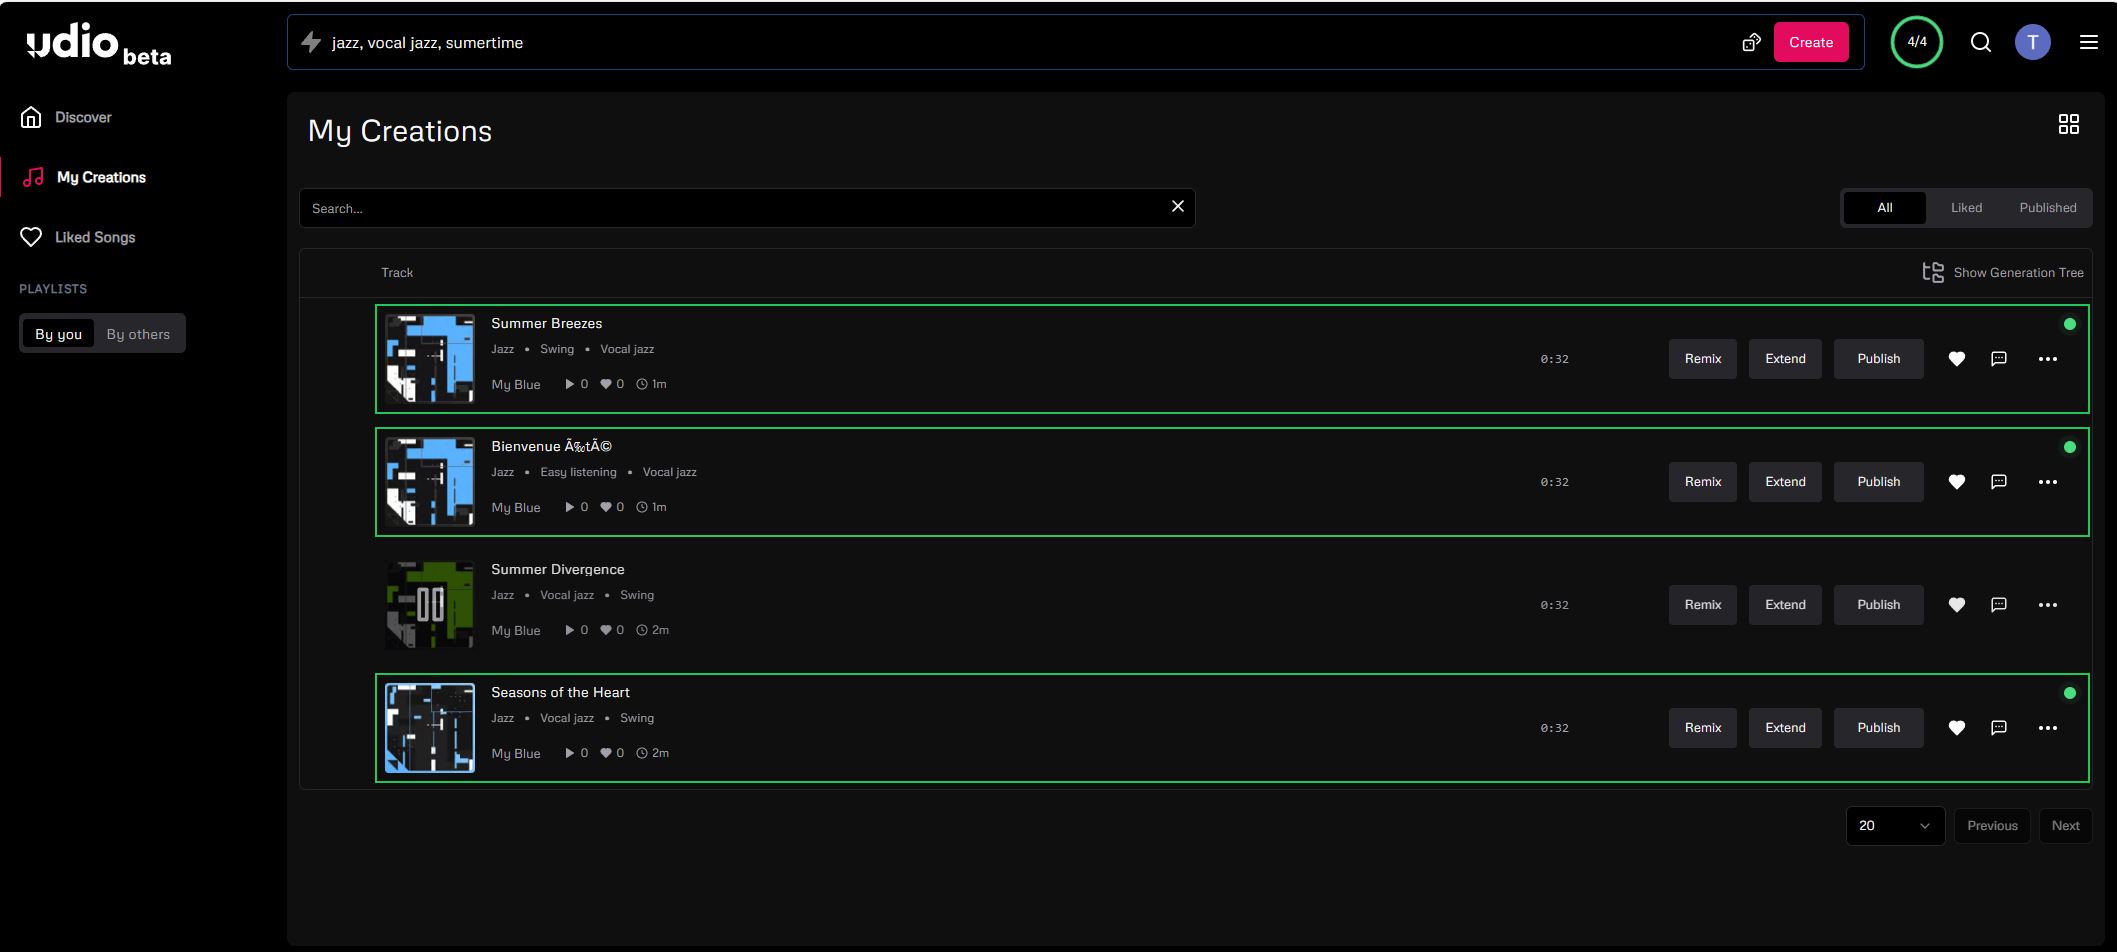 udio beta
jazz, vocal jazz, sumertime
Create
4/4
T
Discover
My Creations
Liked Songs
PLAYLISTS
By you By others
My Creations
Search...
All Liked Published
Track
Show Generation Tree
Summer Breezes
Jazz • Swing • Vocal jazz
My Blue 0 0 1m
0:32
Remix Extend Publish
Bienvenue Ã‰tÃ©
Jazz • Easy listening • Vocal jazz
My Blue 0 0 1m
0:32
Remix Extend Publish
Summer Divergence
Jazz • Vocal jazz • Swing
My Blue 0 0 2m
0:32
Remix Extend Publish
Seasons of the Heart
Jazz • Vocal jazz • Swing
My Blue 0 0 2m
0:32
Remix Extend Publish
20 Previous Next